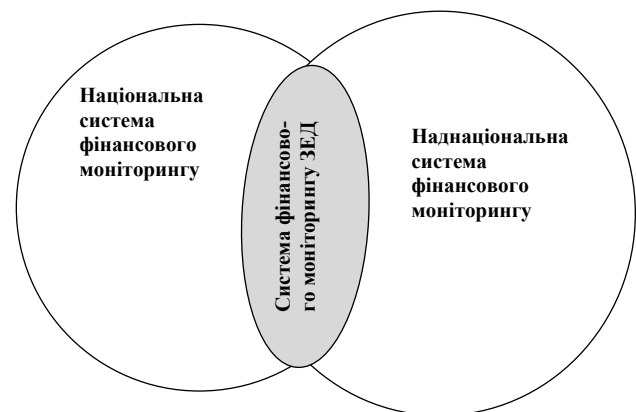 Національна
система
фінансового
моніторингу
Система фінансово-
го моніторингу ЗЕД
Наднаціональна
система
фінансового
моніторингу